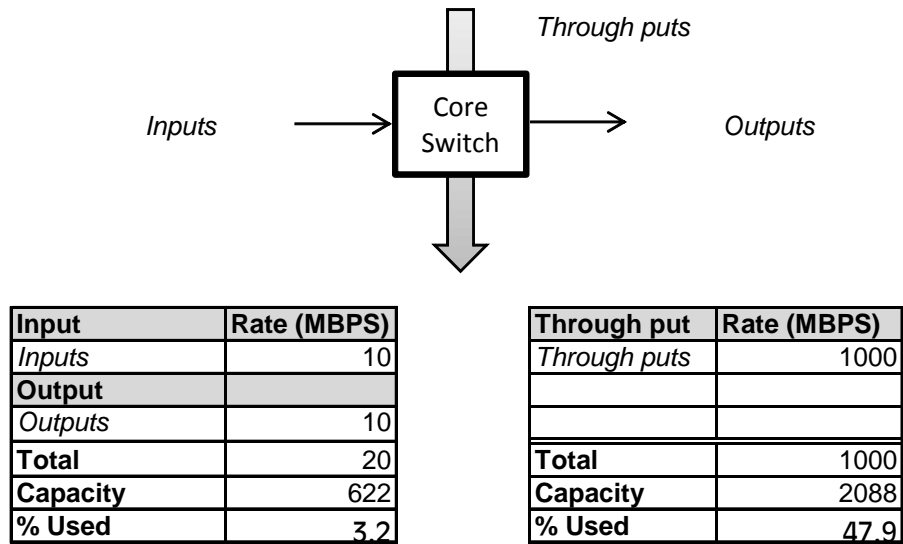 Through puts
Inputs
Core
Switch
Outputs
Input Rate (MBPS)
Inputs 10
Output
Outputs 10
Total 20
Capacity 622
% Used 3.2
Through put Rate (MBPS)
Through puts 1000
Total 1000
Capacity 2088
% Used 47.9